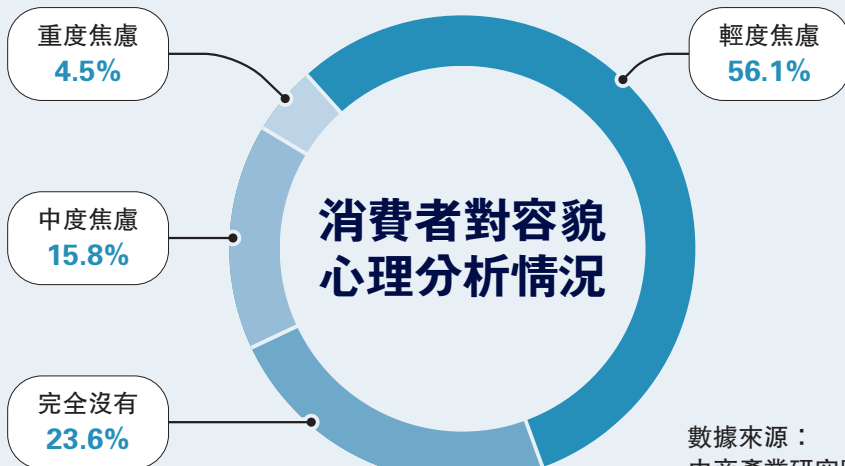 重度焦慮
4.5%
輕度焦慮
56.1%
消費者對容貌
心理分析情況
中度焦慮
15.8%
完全沒有
23.6%
數據來源：